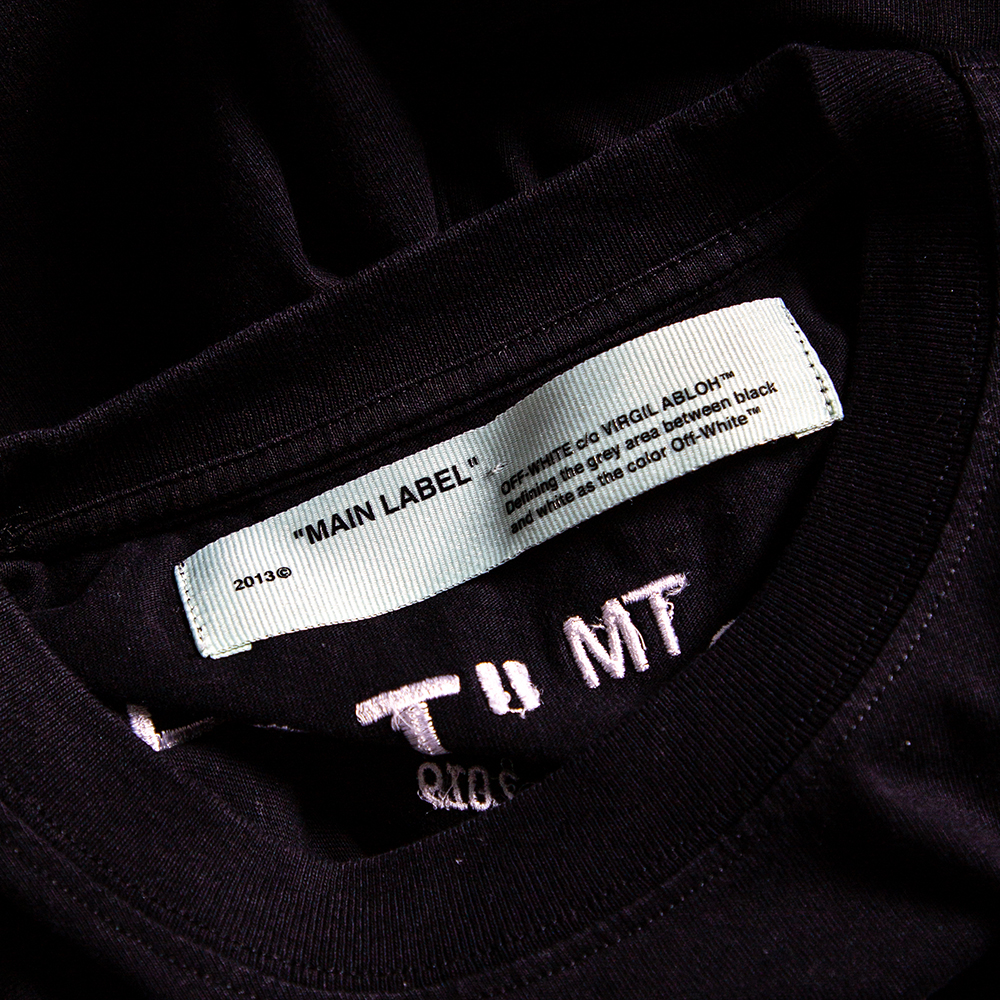 "MAIN LABEL"
2013©
OFF-WHITE c/o VIRGIL ABLOH™
Defining the grey area between black
and white as the color Off-White™